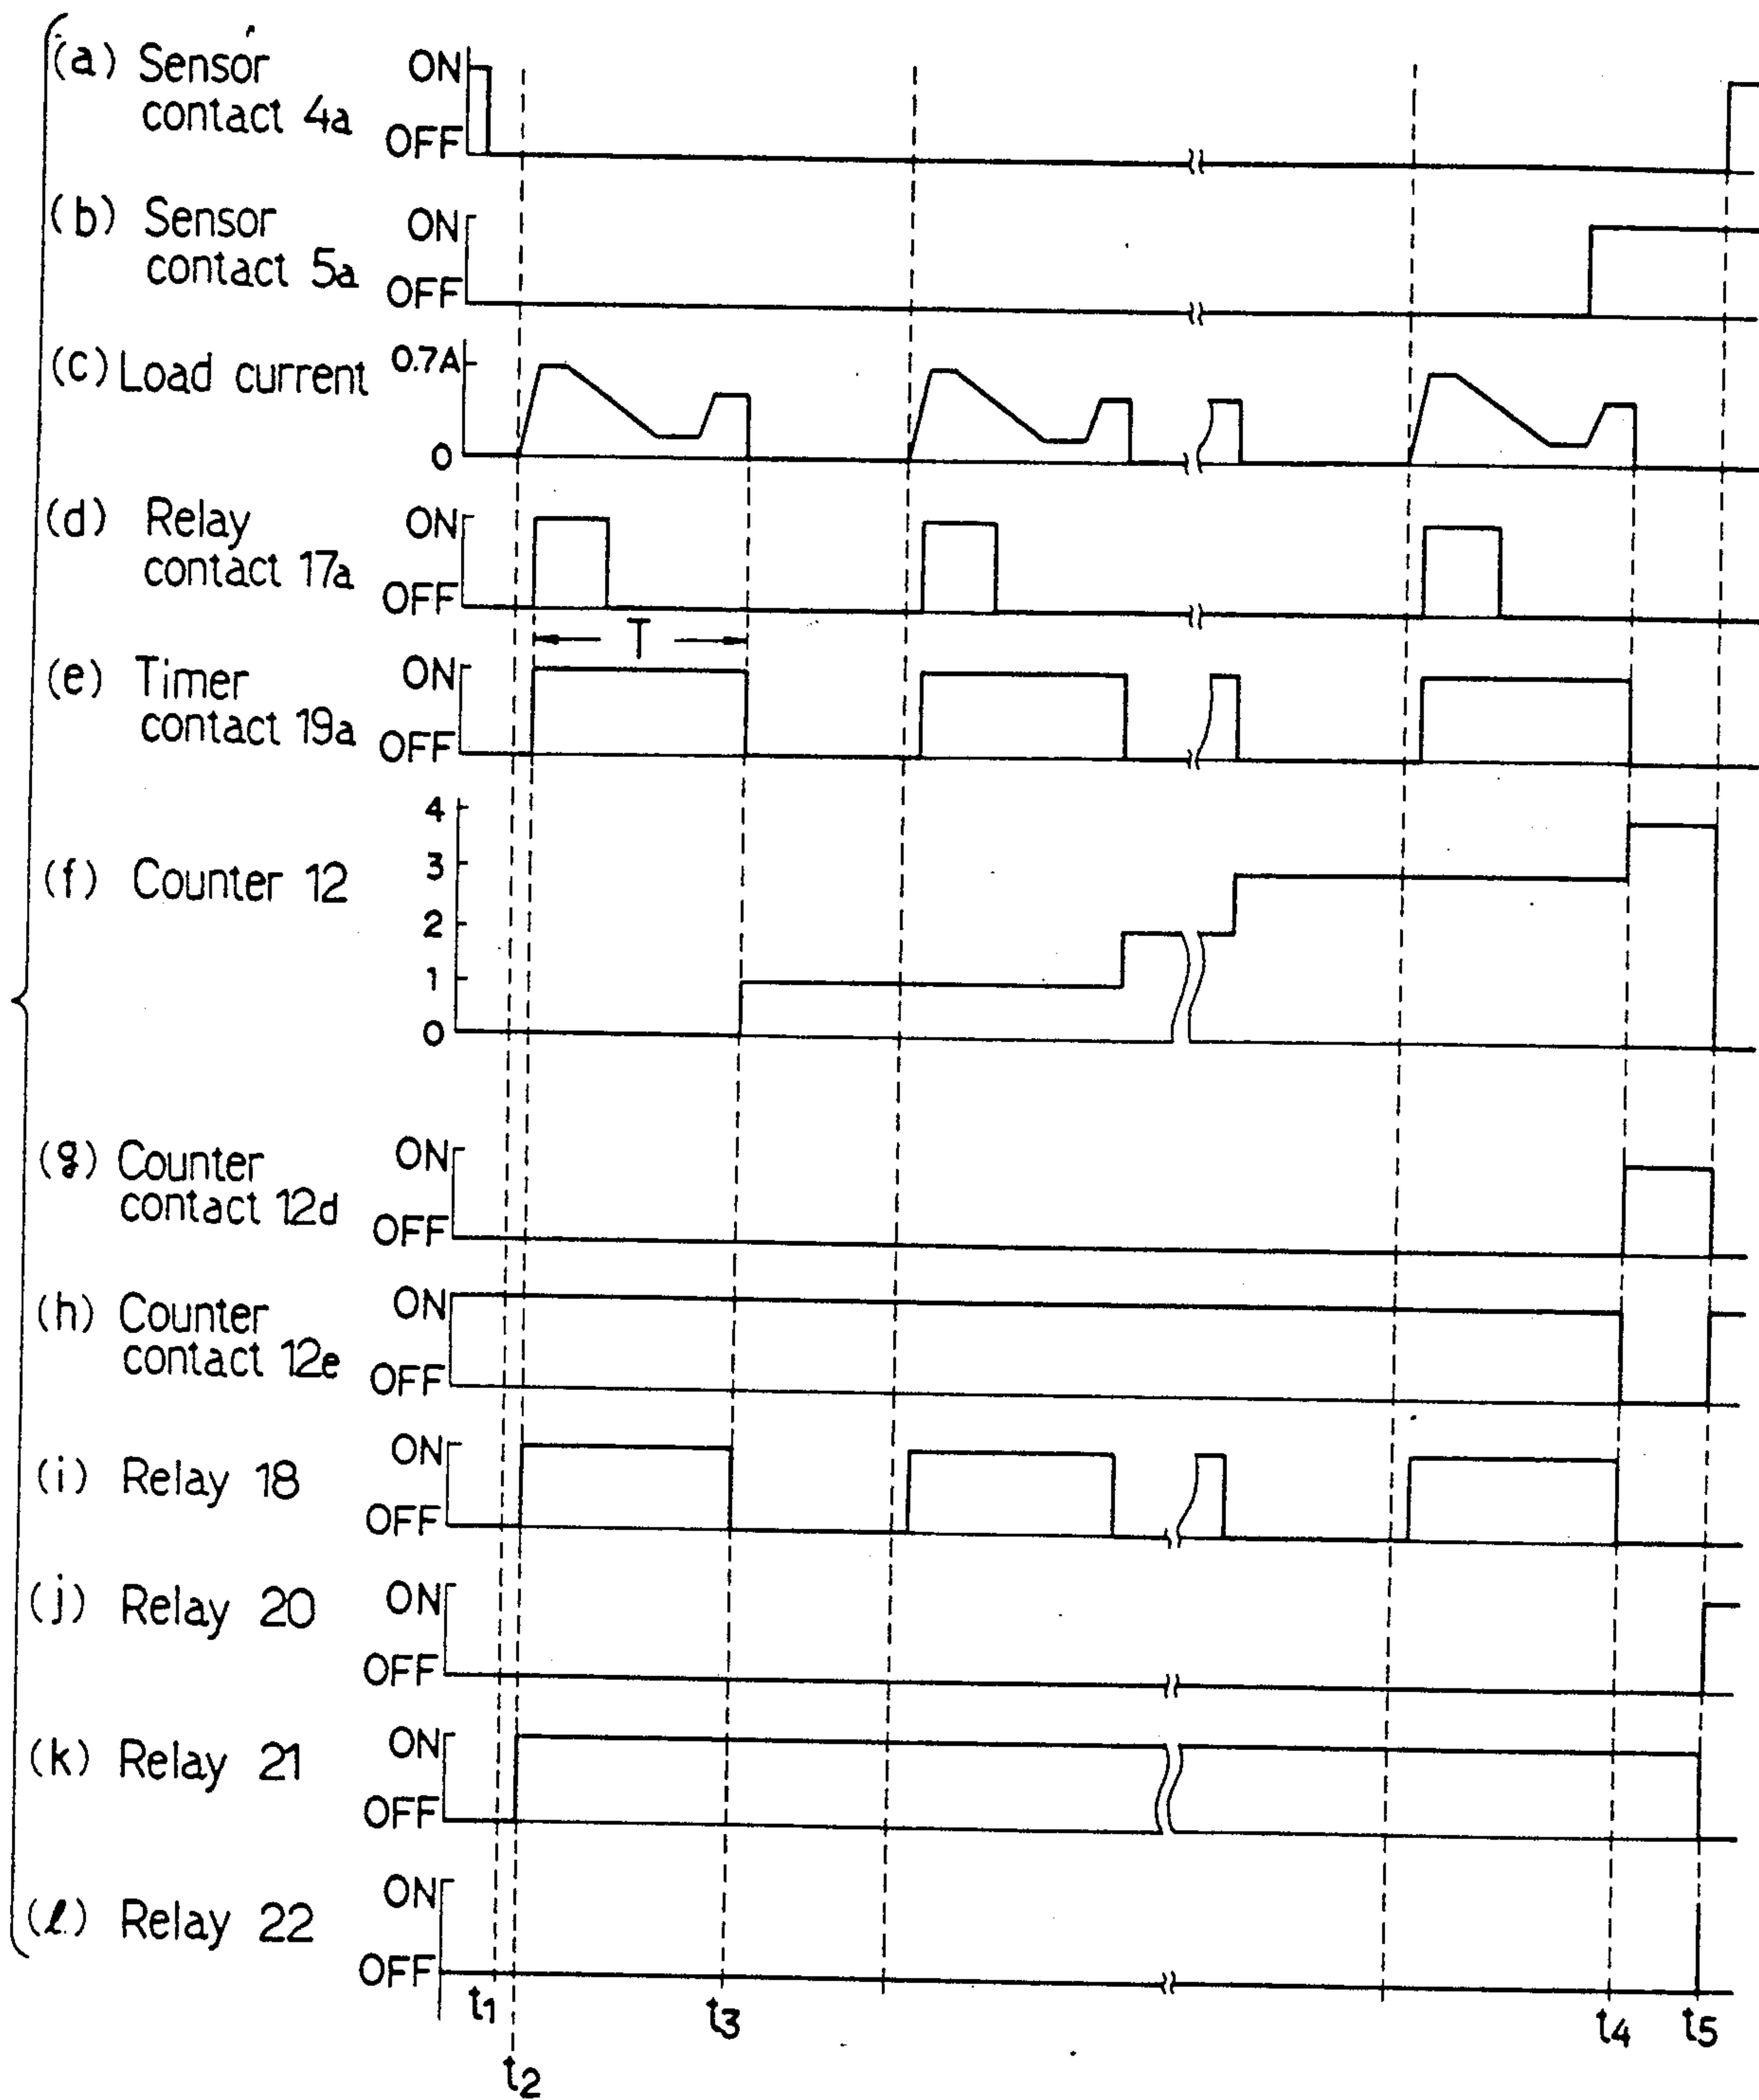 (a) Sensor
contact 4a
ON
OFF
(b) Sensor
contact 5a
ON
OFF
(c) Load current
0.7A
0
(d) Relay
contact 17a
ON
OFF
T
(e) Timer
contact 19a
ON
OFF
(f) Counter 12
4
3
2
1
0
(g) Counter
contact 12d
ON
OFF
(h) Counter
contact 12e
ON
OFF
(i) Relay 18
ON
OFF
(j) Relay 20
ON
OFF
(k) Relay 21
ON
OFF
(l) Relay 22
ON
OFF
t1
t2
t3
t4
t5